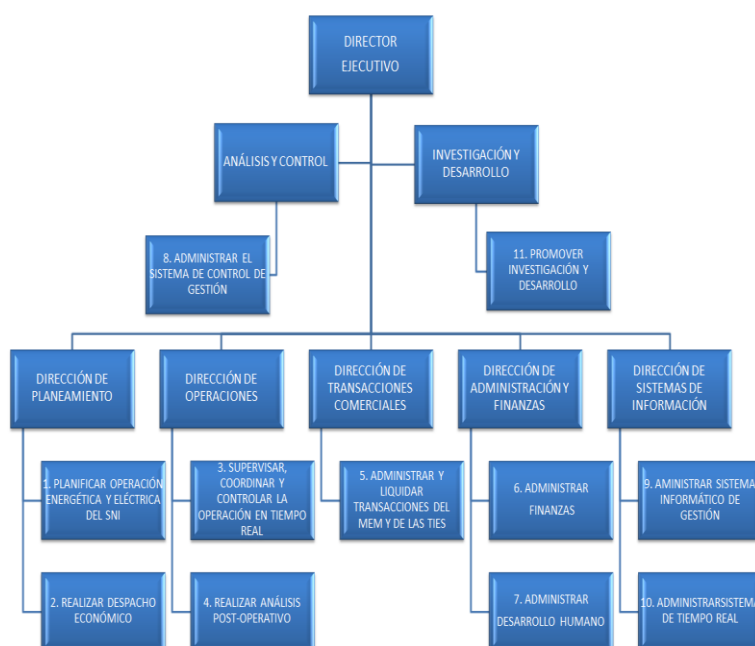 DIRECTOR
EJECUTIVO
ANÁLISIS Y CONTROL
INVESTIGACIÓN Y
DESARROLLO
8. ADMINISTRAR EL
SISTEMA DE CONTROL DE
GESTIÓN
11. PROMOVER
INVESTIGACIÓN Y
DESARROLLO
DIRECCIÓN DE
PLANEAMIENTO
DIRECCIÓN DE
OPERACIONES
DIRECCIÓN DE
TRANSACCIONES
COMERCIALES
DIRECCIÓN DE
ADMINISTRACIÓN Y
FINANZAS
DIRECCIÓN DE
SISTEMAS DE
INFORMACIÓN
1. PLANIFICAR OPERACIÓN
ENERGÉTICA Y ELÉCTRICA
DEL SNI
3. SUPERVISAR,
COORDINAR Y
CONTROLAR LA
OPERACIÓN EN TIEMPO
REAL
5. ADMINISTRAR Y
LIQUIDAR
TRANSACCIONES DEL
MEM Y DE LAS TIES
6. ADMINISTRAR
FINANZAS
9. AMINISTRAR SISTEMA
INFORMÁTICO DE
GESTIÓN
2. REALIZAR DESPACHO
ECONÓMICO
4. REALIZAR ANÁLISIS
POST-OPERATIVO
7. ADMINISTRAR
DESARROLLO HUMANO
10. ADMINISTRARSISTEMA
DE TIEMPO REAL